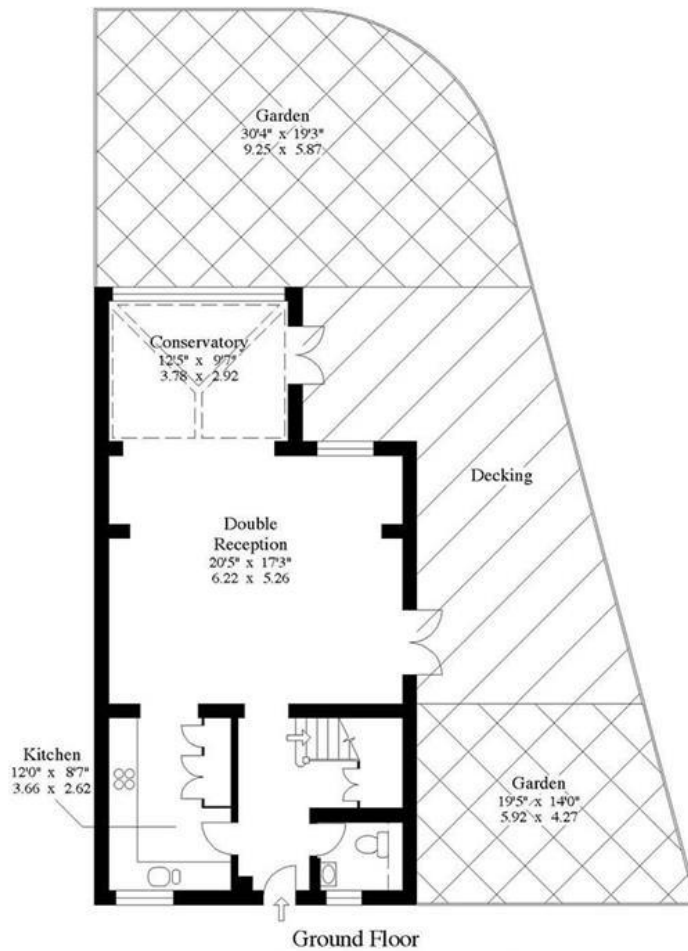 Garden
30'4" x 19'3"
9.25 x 5.87
Conservatory
12'5" x 9'7"
3.78 x 2.92
Decking
Double
Reception
20'5" x 17'3"
6.22 x 5.26
Kitchen
12'0" x 8'7"
3.66 x 2.62
Garden
19'5" x 14'0"
5.92 x 4.27
Ground Floor